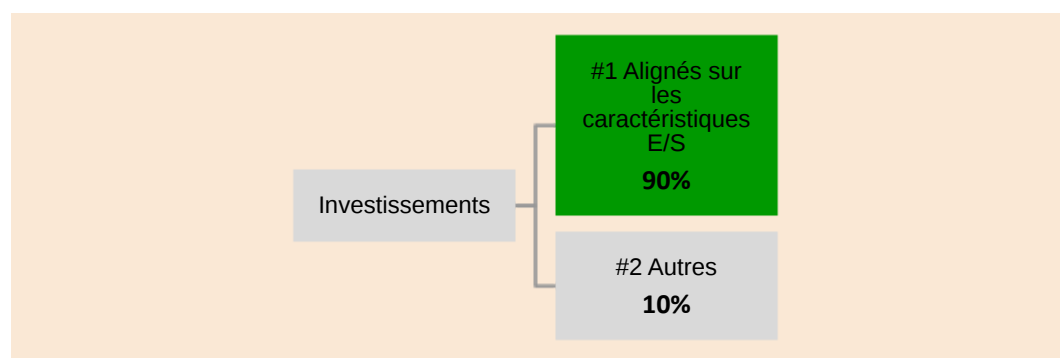 #1 Alignés sur
les
caractéristiques
E/S
90%
Investissements
#2 Autres
10%